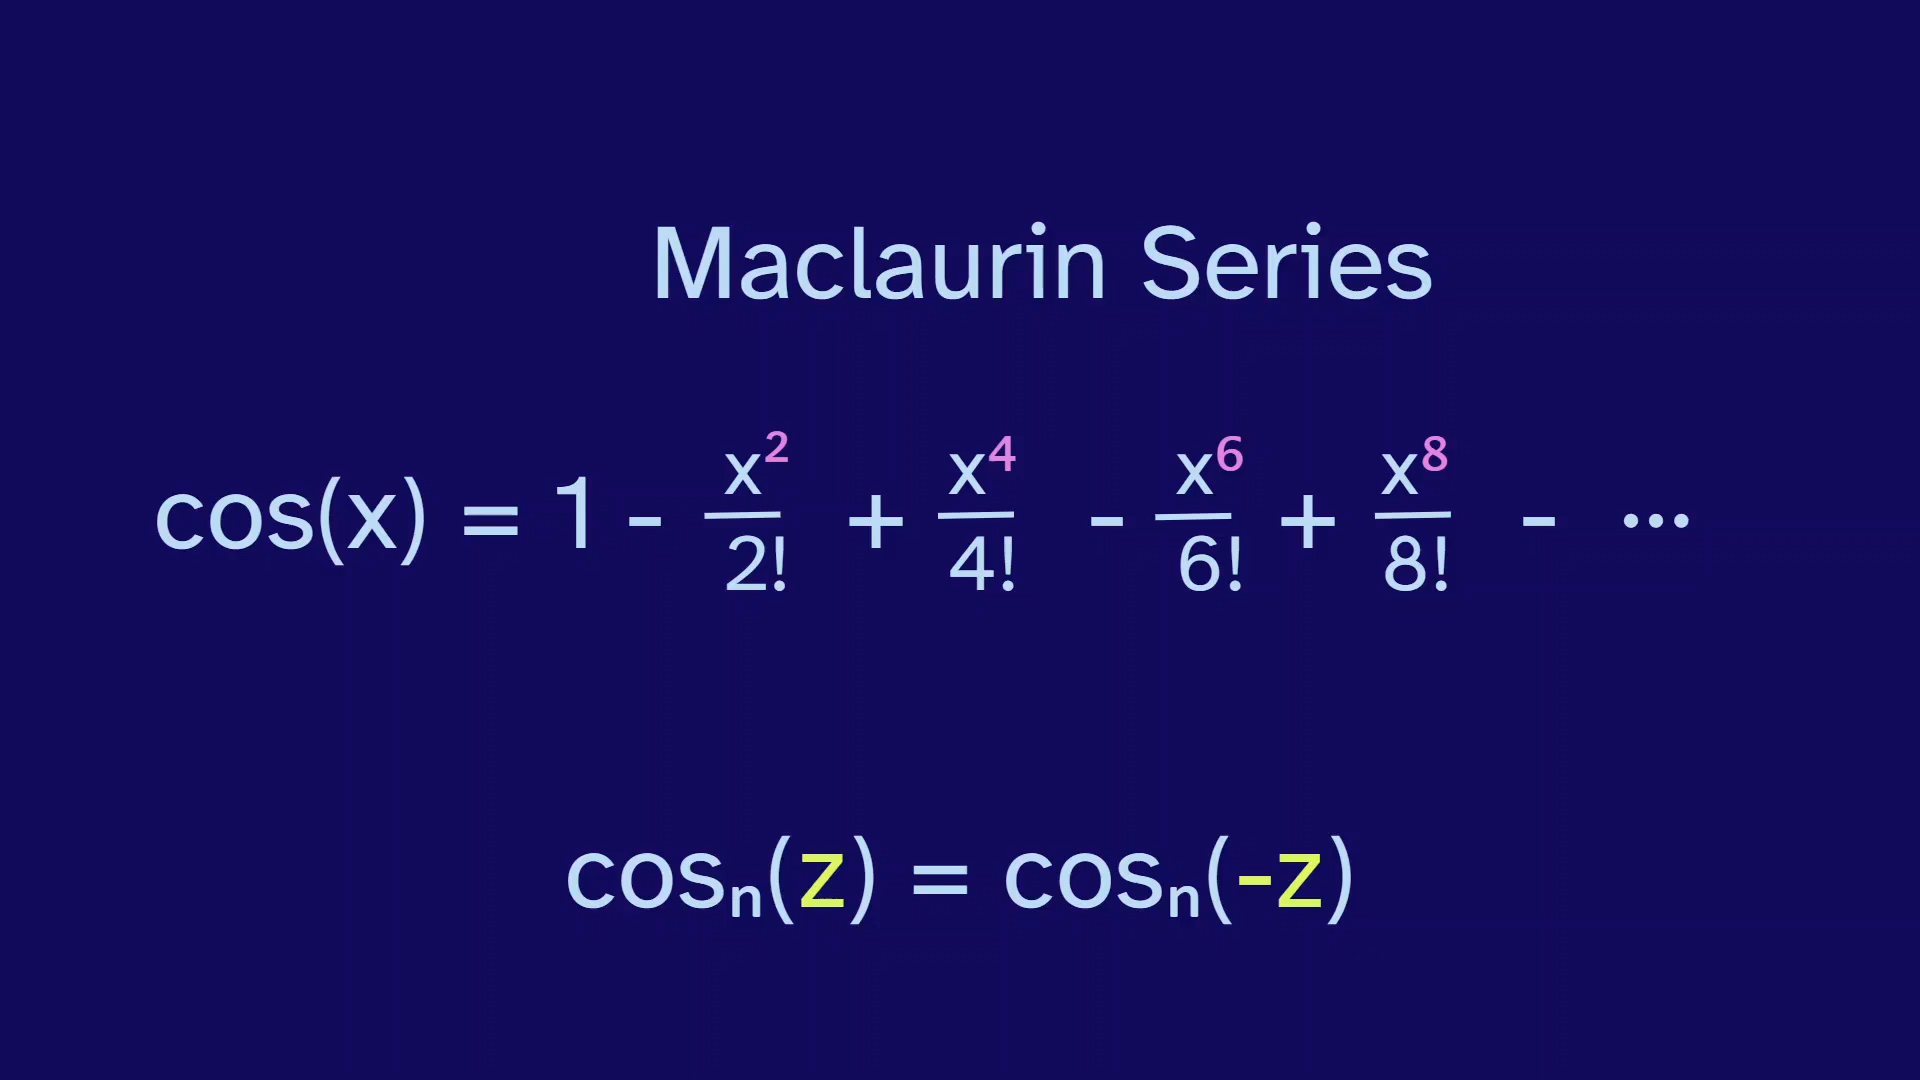 Maclaurin Series
cos(x) = 1 - x²/2! + x⁴/4! - x⁶/6! + x⁸/8! - ···
cosₙ(z) = cosₙ(-z)